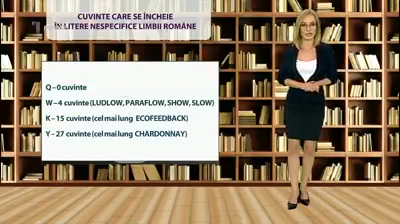 CUVINTE CARE SE ÎNCHEIE
ÎN LITERE NESPECIFICE LIMBII ROMÂNE
Q – 0 cuvinte
W – 4 cuvinte (LUDLOW, PARAFLOW, SHOW, SLOW)
K – 15 cuvinte (cel mai lung ECOFEEDBACK)
Y – 27 cuvinte (cel mai lung CHARDONNAY)